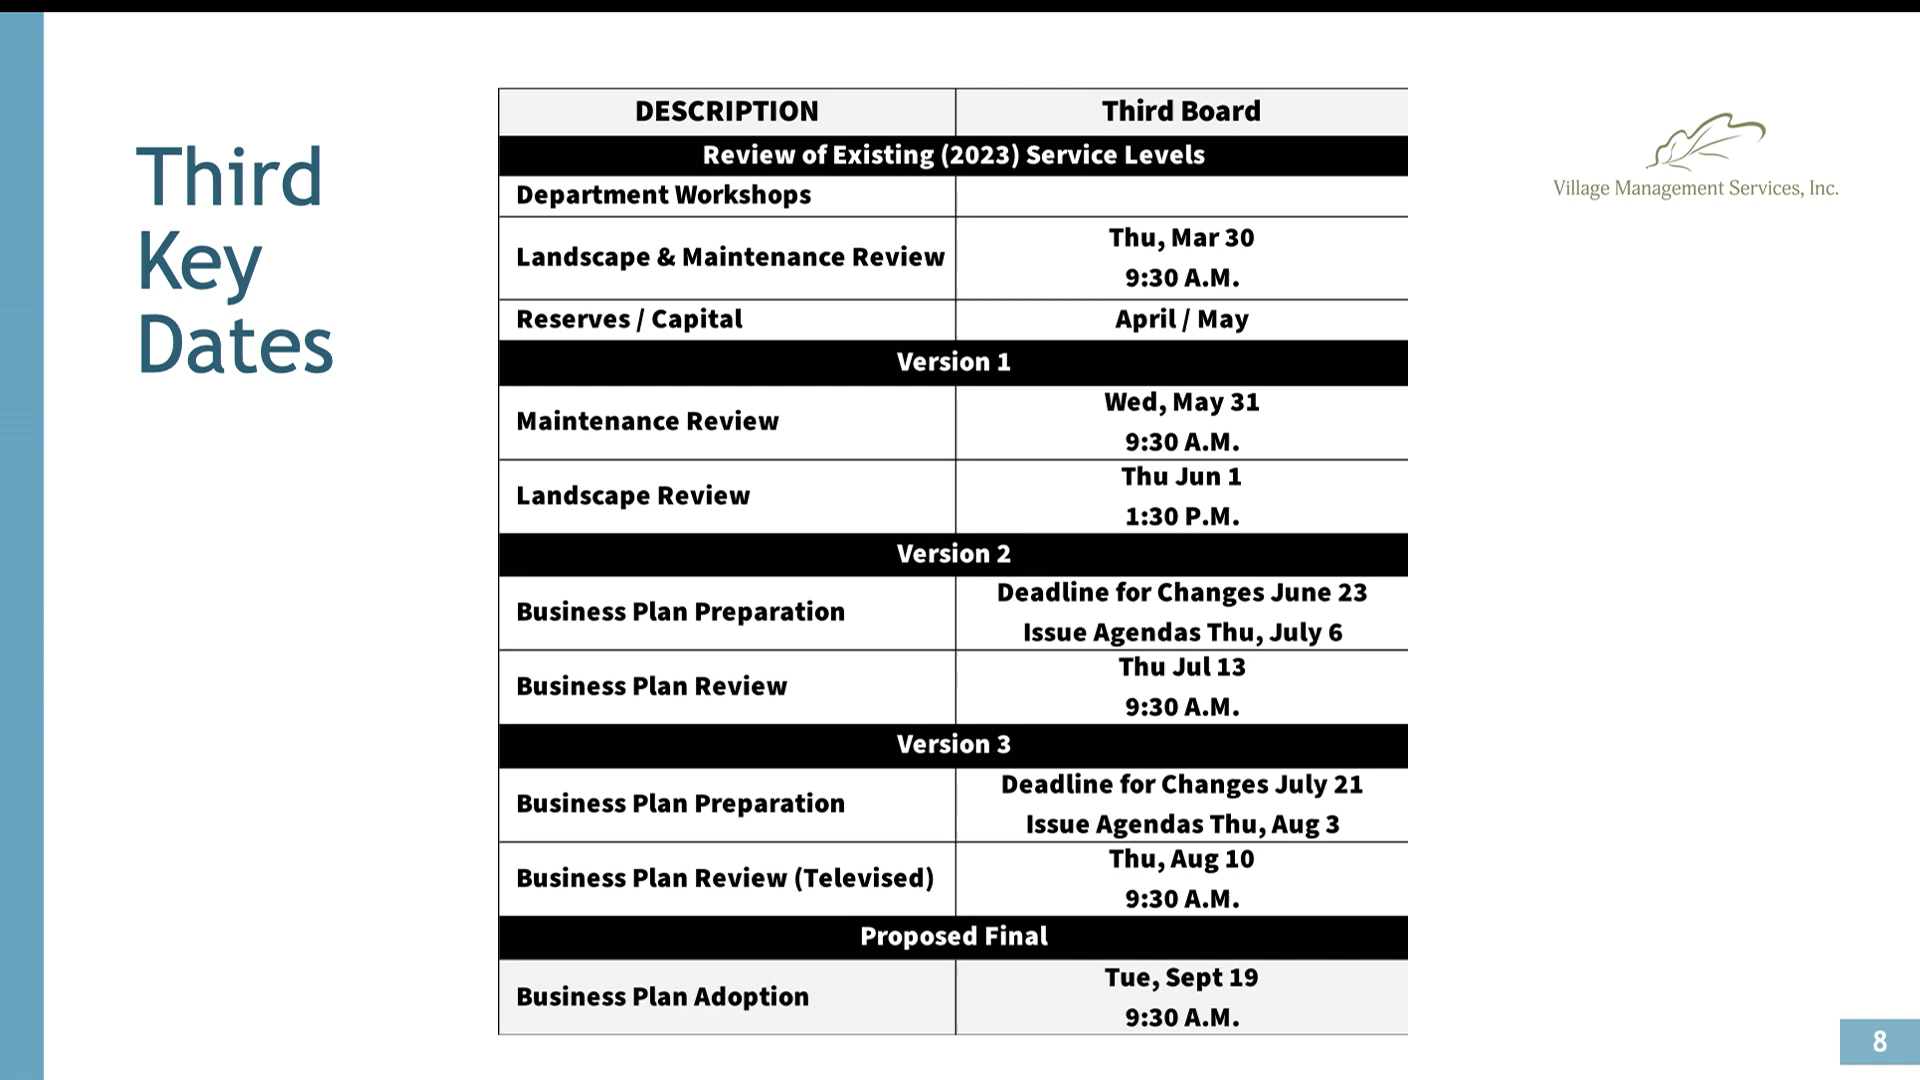 Third
Key
Dates
DESCRIPTION Third Board
Review of Existing (2023) Service Levels
Department Workshops
Landscape & Maintenance Review Thu, Mar 30
9:30 A.M.
Reserves / Capital April / May
Version 1
Maintenance Review Wed, May 31
9:30 A.M.
Landscape Review Thu Jun 1
1:30 P.M.
Version 2
Business Plan Preparation Deadline for Changes June 23
Issue Agendas Thu, July 6
Business Plan Review Thu Jul 13
9:30 A.M.
Version 3
Business Plan Preparation Deadline for Changes July 21
Issue Agendas Thu, Aug 3
Business Plan Review (Televised) Thu, Aug 10
9:30 A.M.
Proposed Final
Business Plan Adoption Tue, Sept 19
9:30 A.M.
Village Management Services, Inc.
8